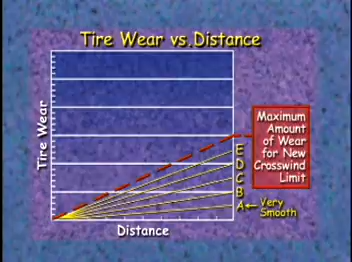 Tire Wear vs. Distance
Tire Wear
Maximum
Amount
of Wear
for New
Crosswind
Limit
E
D
C
B
A ← Very
Smooth
Distance